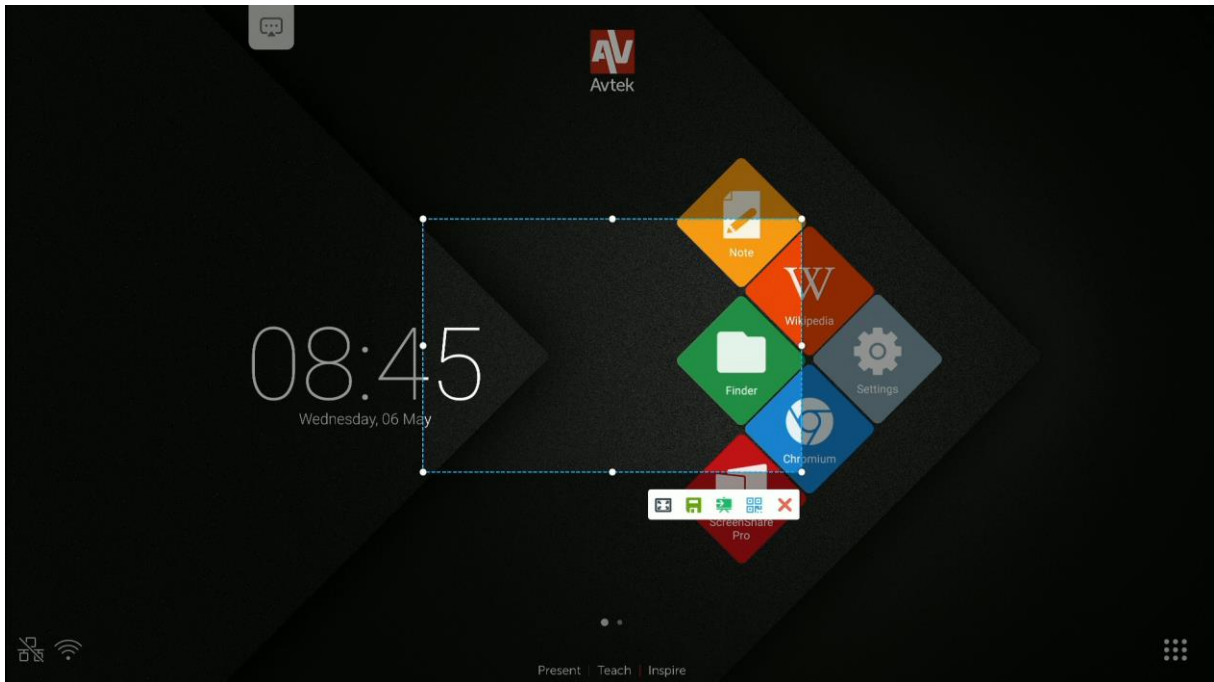 AV
Avtek
Note
W
Wikipedia
08:45
Wednesday, 06 May
Finder
Settings
Chromium
ScreenShare
Pro
Present | Teach | Inspire